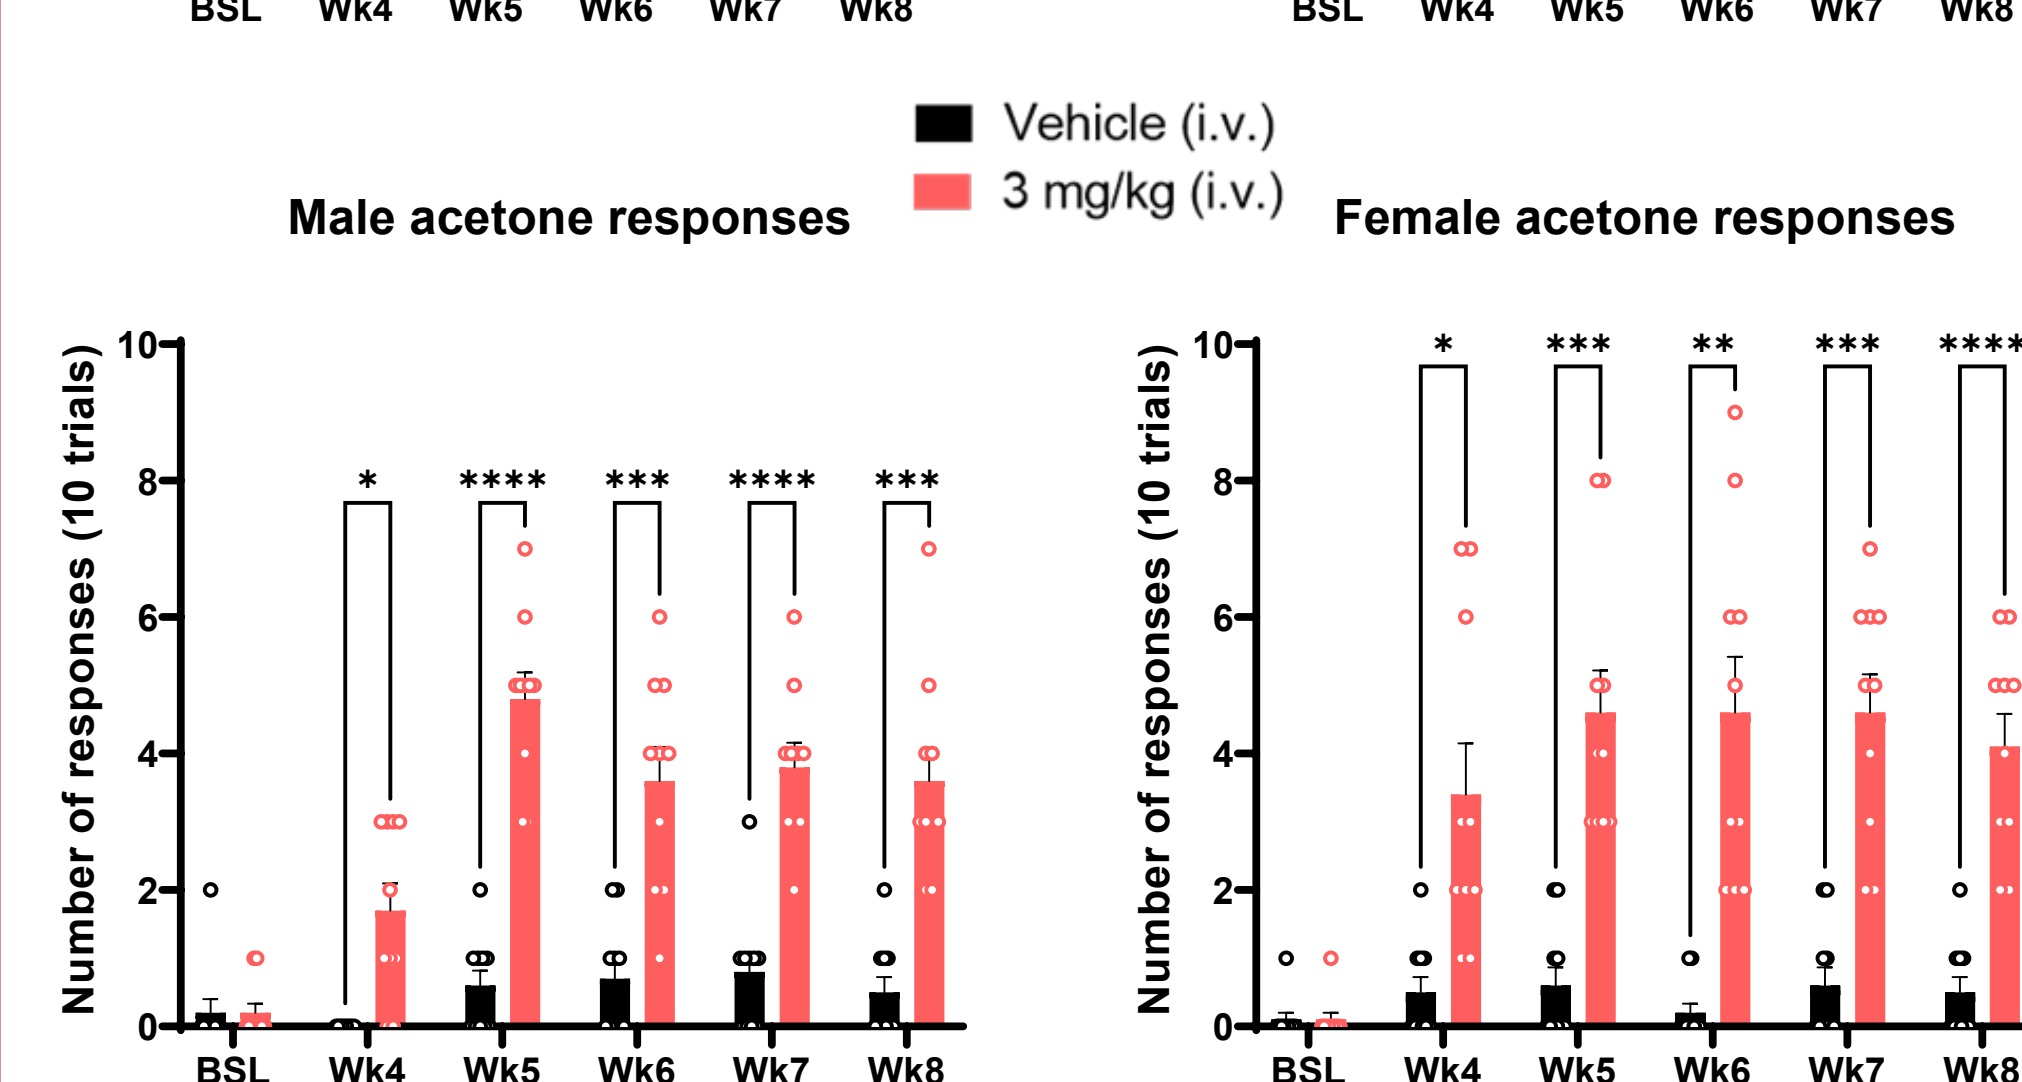 BSL Wk4 Wk5 Wk6 Wk7 Wk8
BSL Wk4 Wk5 Wk6 Wk7 Wk8
Vehicle (i.v.)
3 mg/kg (i.v.)
Male acetone responses
Number of responses (10 trials)
10
8
6
4
2
0
* **** *** **** ***
BSL Wk4 Wk5 Wk6 Wk7 Wk8
Female acetone responses
Number of responses (10 trials)
10
8
6
4
2
0
* *** ** *** ****
BSL Wk4 Wk5 Wk6 Wk7 Wk8